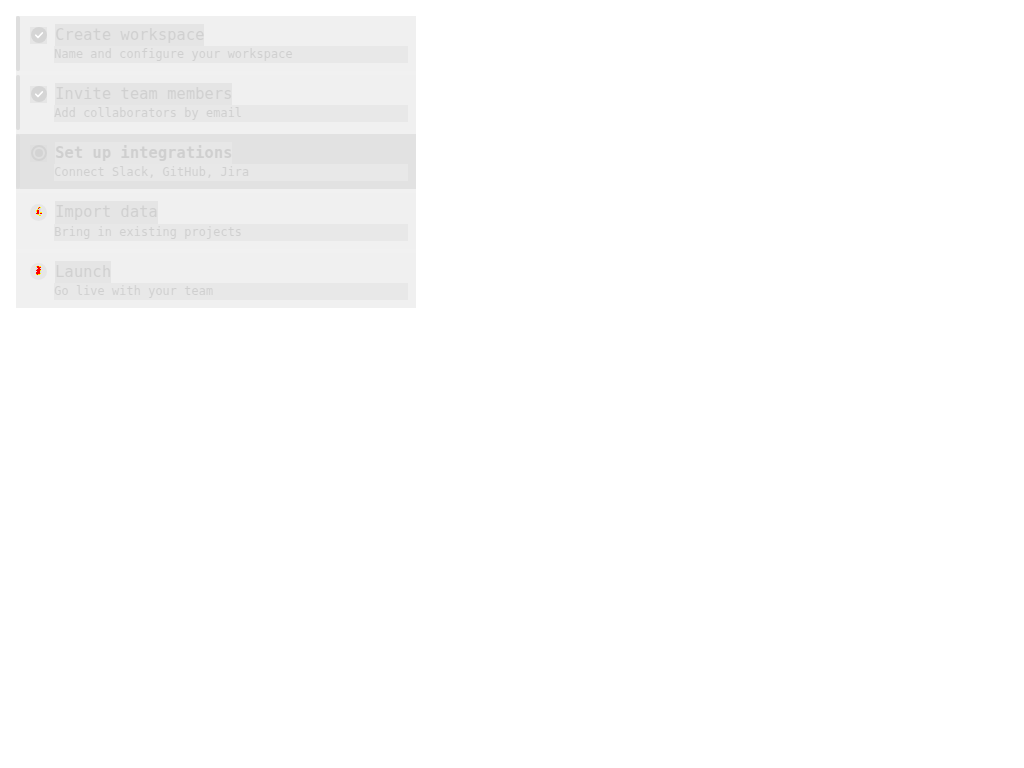 Create workspace
Name and configure your workspace
Invite team members
Add collaborators by email
Set up integrations
Connect Slack, GitHub, Jira
Import data
Bring in existing projects
Launch
Go live with your team